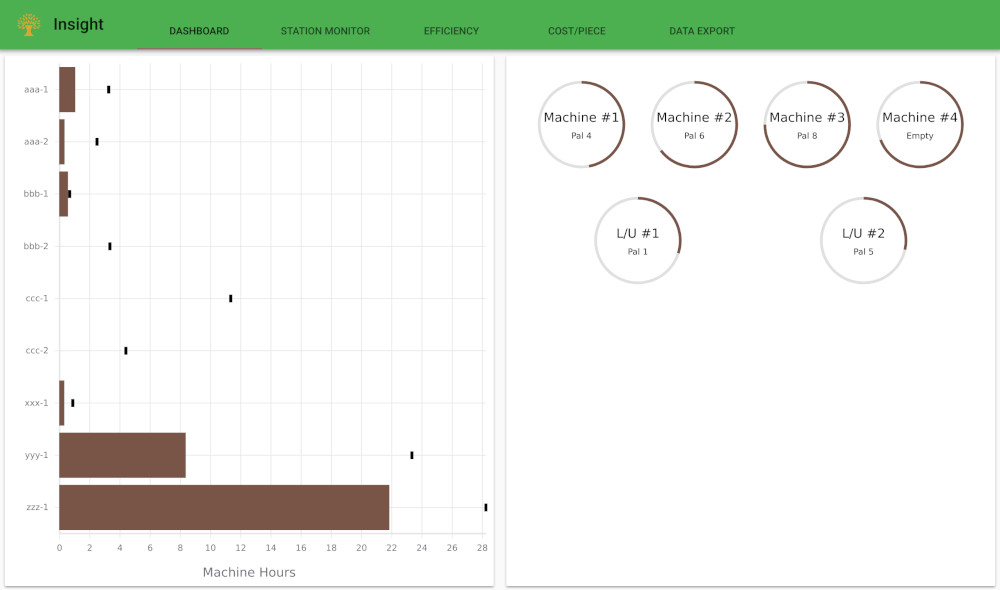 Insight
DASHBOARD STATION MONITOR EFFICIENCY COST/PIECE DATA EXPORT
aaa-1
aaa-2
bbb-1
bbb-2
ccc-1
ccc-2
xxx-1
yyy-1
zzz-1
0 2 4 6 8 10 12 14 16 18 20 22 24 26 28
Machine Hours
Machine #1 Machine #2 Machine #3 Machine #4
Pal 4 Pal 6 Pal 8 Empty
L/U #1 L/U #2
Pal 1 Pal 5